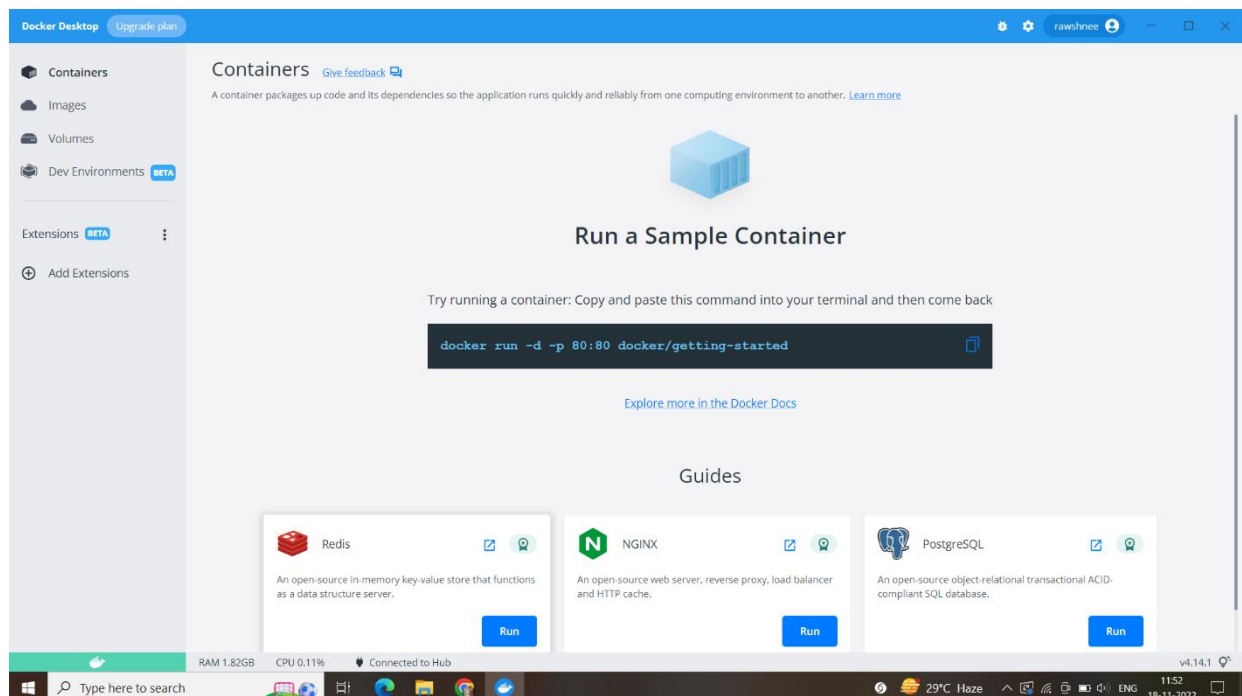 Docker Desktop Upgrade plan rawshnee
Containers
Images
Volumes
Dev Environments BETA
Extensions BETA
Add Extensions
Containers Give feedback
A container packages up code and its dependencies so the application runs quickly and reliably from one computing environment to another. Learn more
Run a Sample Container
Try running a container: Copy and paste this command into your terminal and then come back
docker run -d -p 80:80 docker/getting-started
Explore more in the Docker Docs
Guides
Redis
An open-source in-memory key-value store that functions
as a data structure server.
Run
NGINX
An open-source web server, reverse proxy, load balancer
and HTTP cache.
Run
PostgreSQL
An open-source object-relational transactional ACID-
compliant SQL database.
Run
RAM 1.82GB CPU 0.11% Connected to Hub v4.14.1
Type here to search 29°C Haze ENG 11:52